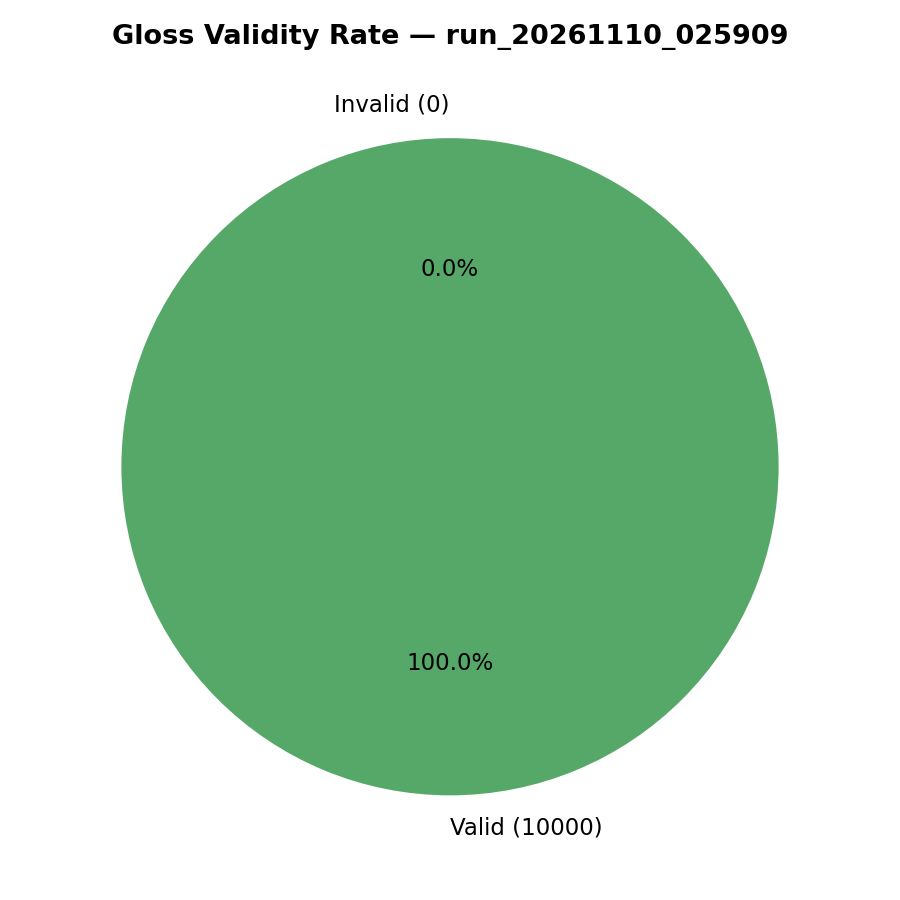 Gloss Validity Rate — run_20261110_025909
Invalid (0)
0.0%
100.0%
Valid (10000)